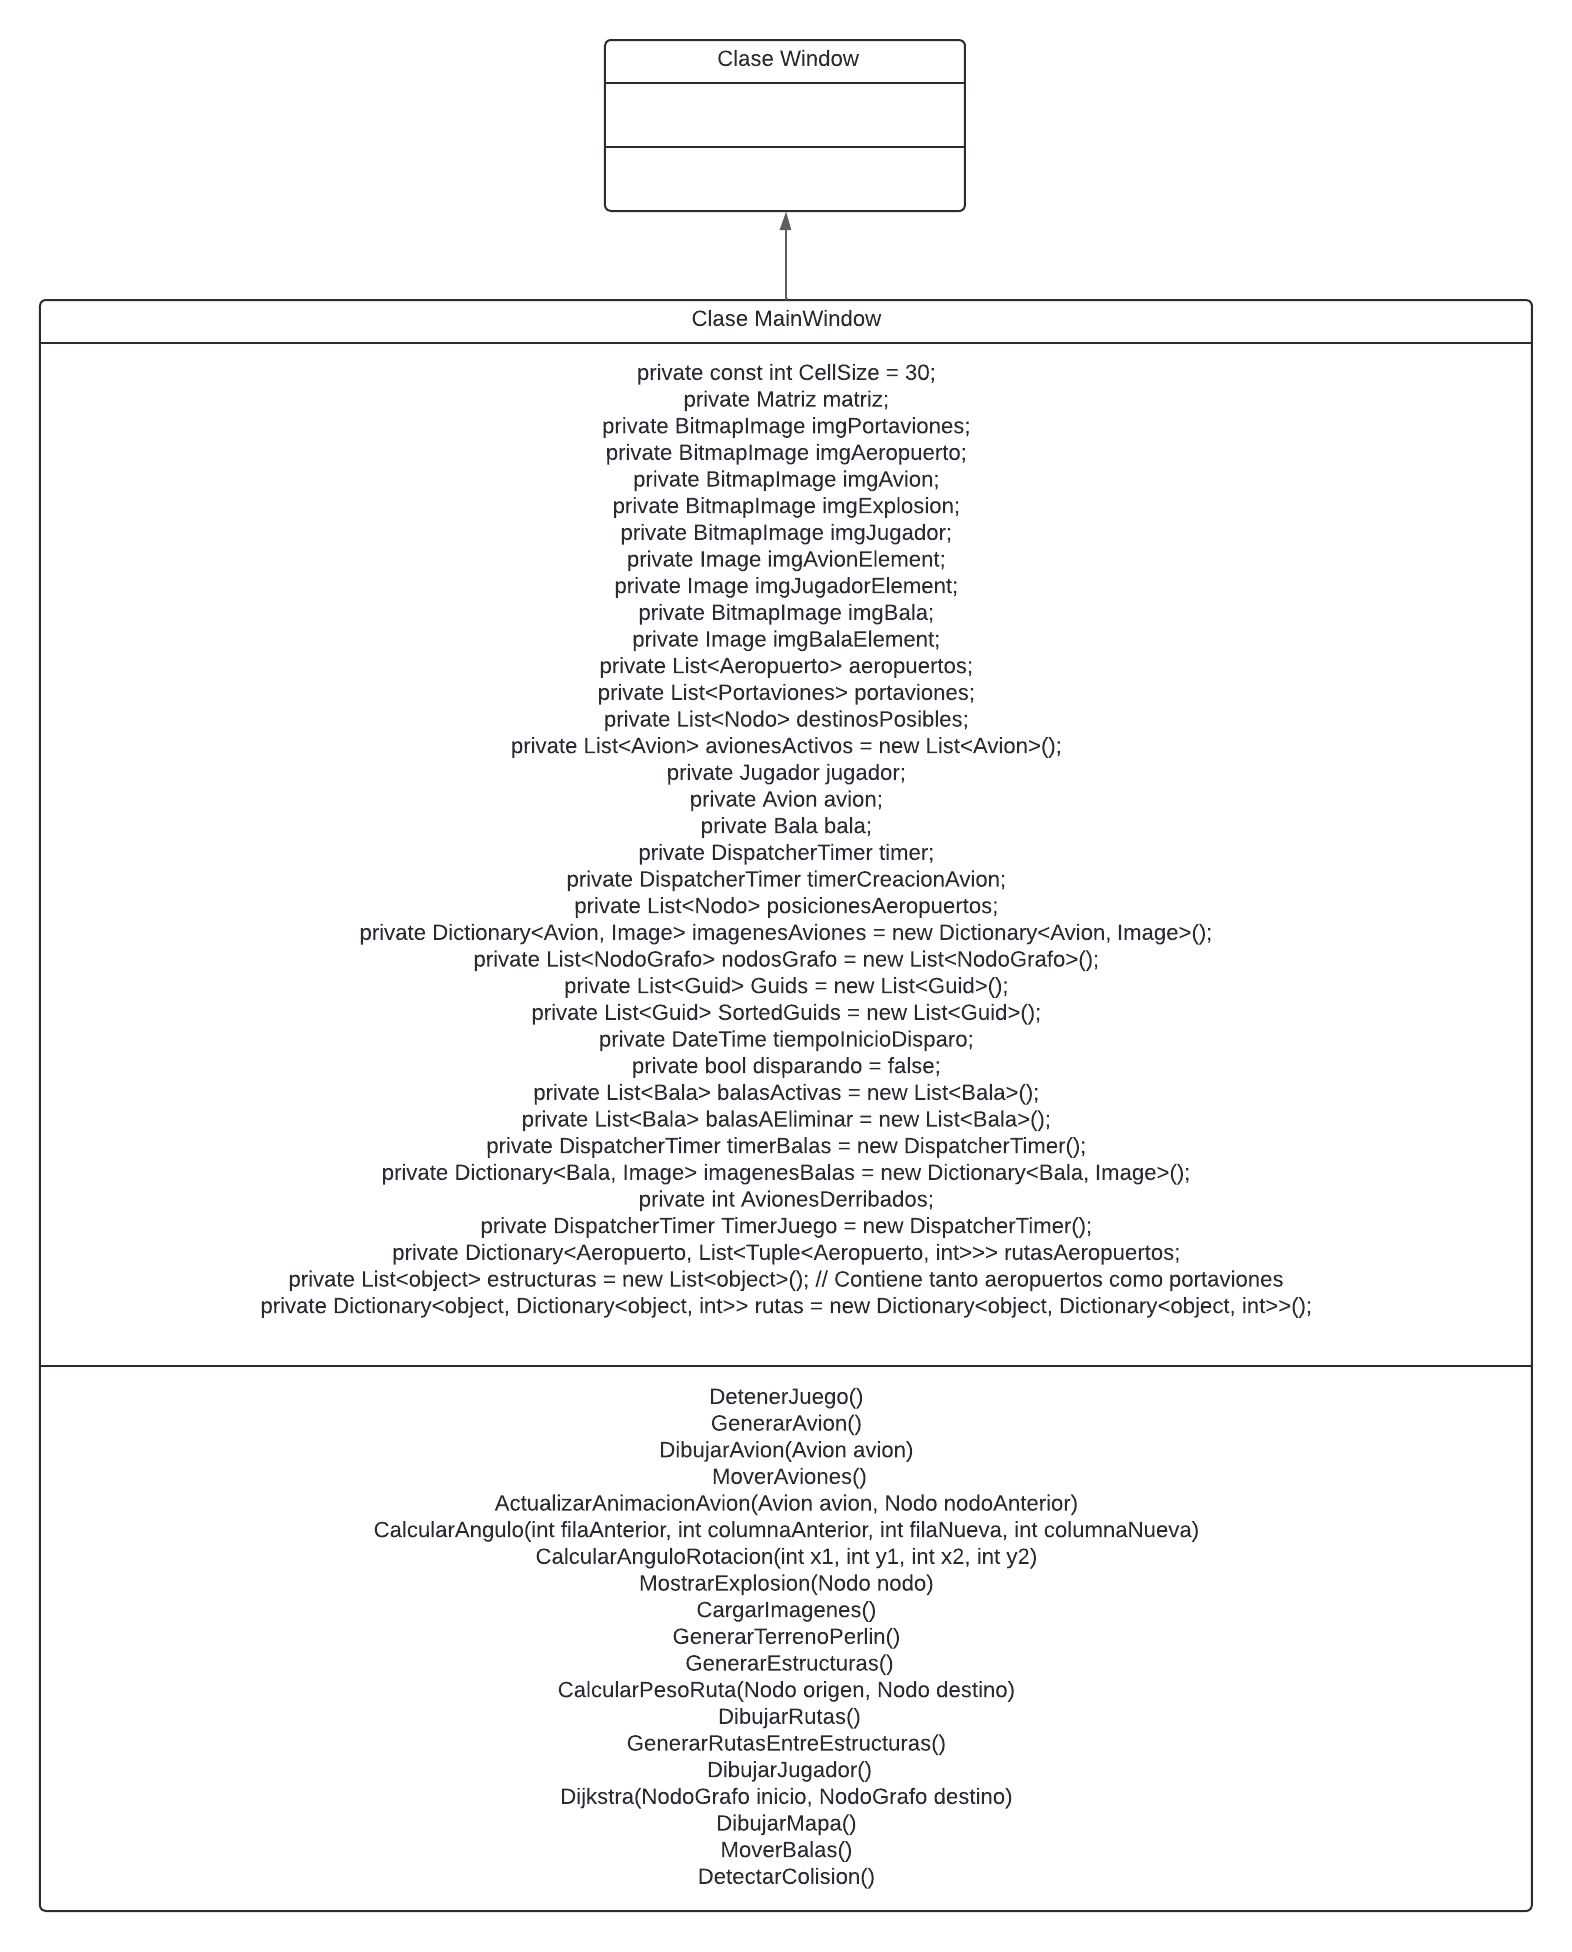 Clase Window
Clase MainWindow
private const int CellSize = 30;
private Matriz matriz;
private BitmapImage imgPortaviones;
private BitmapImage imgAeropuerto;
private BitmapImage imgAvion;
private BitmapImage imgExplosion;
private BitmapImage imgJugador;
private Image imgAvionElement;
private Image imgJugadorElement;
private BitmapImage imgBala;
private Image imgBalaElement;
private List<Aeropuerto> aeropuertos;
private List<Portaviones> portaviones;
private List<Nodo> destinosPosibles;
private List<Avion> avionesActivos = new List<Avion>();
private Jugador jugador;
private Avion avion;
private Bala bala;
private DispatcherTimer timer;
private DispatcherTimer timerCreacionAvion;
private List<Nodo> posicionesAeropuertos;
private Dictionary<Avion, Image> imagenesAviones = new Dictionary<Avion, Image>();
private List<NodoGrafo> nodosGrafo = new List<NodoGrafo>();
private List<Guid> Guids = new List<Guid>();
private List<Guid> SortedGuids = new List<Guid>();
private DateTime tiempoInicioDisparo;
private bool disparando = false;
private List<Bala> balasActivas = new List<Bala>();
private List<Bala> balasAEliminar = new List<Bala>();
private DispatcherTimer timerBalas = new DispatcherTimer();
private Dictionary<Bala, Image> imagenesBalas = new Dictionary<Bala, Image>();
private int AvionesDerribados;
private DispatcherTimer TimerJuego = new DispatcherTimer();
private Dictionary<Aeropuerto, List<Tuple<Aeropuerto, int>>> rutasAeropuertos;
private List<object> estructuras = new List<object>(); // Contiene tanto aeropuertos como portaviones
private Dictionary<object, Dictionary<object, int>> rutas = new Dictionary<object, Dictionary<object, int>>();
DetenerJuego()
GenerarAvion()
DibujarAvion(Avion avion)
MoverAviones()
ActualizarAnimacionAvion(Avion avion, Nodo nodoAnterior)
CalcularAngulo(int filaAnterior, int columnaAnterior, int filaNueva, int columnaNueva)
CalcularAnguloRotacion(int x1, int y1, int x2, int y2)
MostrarExplosion(Nodo nodo)
CargarImagenes()
GenerarTerrenoPerlin()
GenerarEstructuras()
CalcularPesoRuta(Nodo origen, Nodo destino)
DibujarRutas()
GenerarRutasEntreEstructuras()
DibujarJugador()
Dijkstra(NodoGrafo inicio, NodoGrafo destino)
DibujarMapa()
MoverBalas()
DetectarColision()